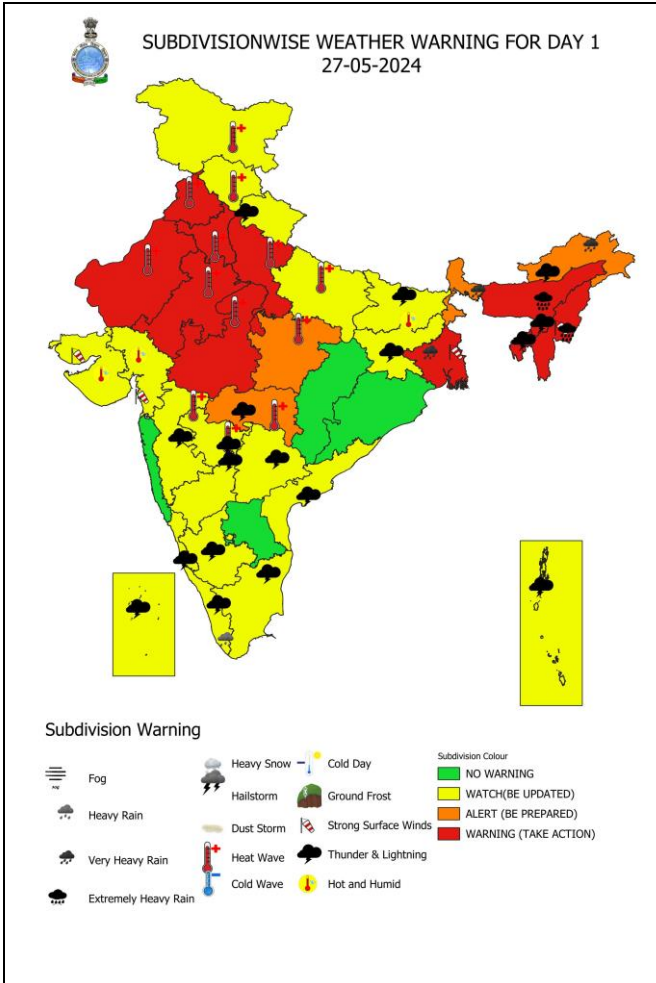 SUBDIVISIONWISE WEATHER WARNING FOR DAY 1
27-05-2024
Subdivision Warning
Fog
Heavy Rain
Very Heavy Rain
Extremely Heavy Rain
Heavy Snow
Hailstorm
Dust Storm
Heat Wave
Cold Wave
Cold Day
Ground Frost
Strong Surface Winds
Thunder & Lightning
Hot and Humid
Subdivision Colour
NO WARNING
WATCH(BE UPDATED)
ALERT (BE PREPARED)
WARNING (TAKE ACTION)